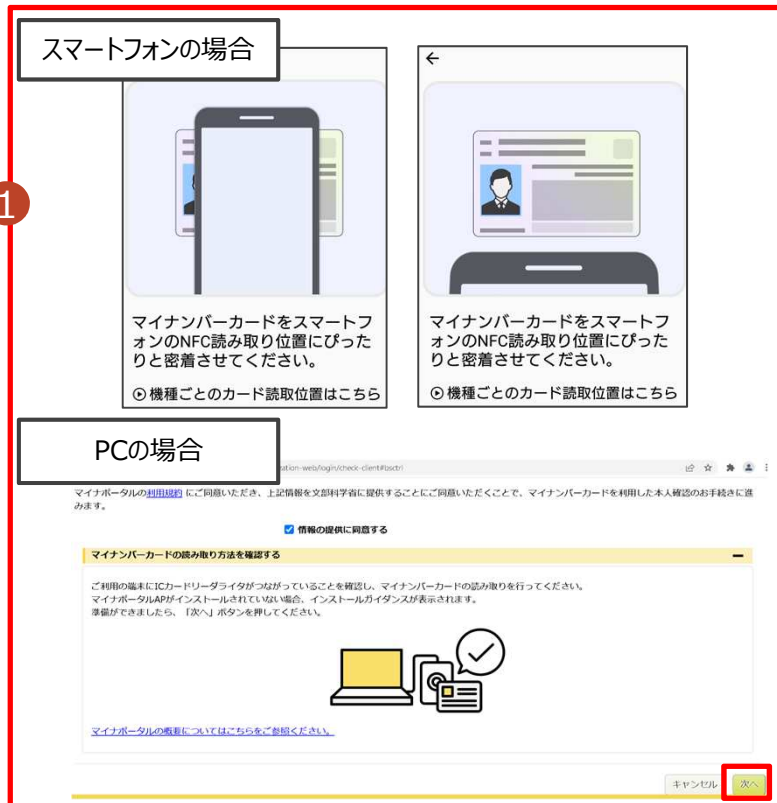 スマートフォンの場合
1
マイナンバーカードをスマートフ
ォンのNFC読み取り位置にぴった
りと密着させてください。
機種ごとのカード読取位置はこちら
マイナンバーカードをスマートフ
ォンのNFC読み取り位置にぴった
りと密着させてください。
機種ごとのカード読取位置はこちら
PCの場合
ation-web/login/check-client#bsctrl
マイナポータルの利用規約 にご同意いただき、上記情報を文部科学省に提供することにご同意いただくことで、マイナンバーカードを利用した本人確認のお手続きに進
みます。
情報の提供に同意する
マイナンバーカードの読み取り方法を確認する
ご利用の端末にICカードリーダライタがつながっていることを確認し、マイナンバーカードの読み取りを行ってください。
マイナポータルAPがインストールされていない場合、インストールガイダンスが表示されます。
準備ができましたら、「次へ」ボタンを押してください。
マイナポータルの概要についてはこちらをご参照ください。
キャンセル
次へ